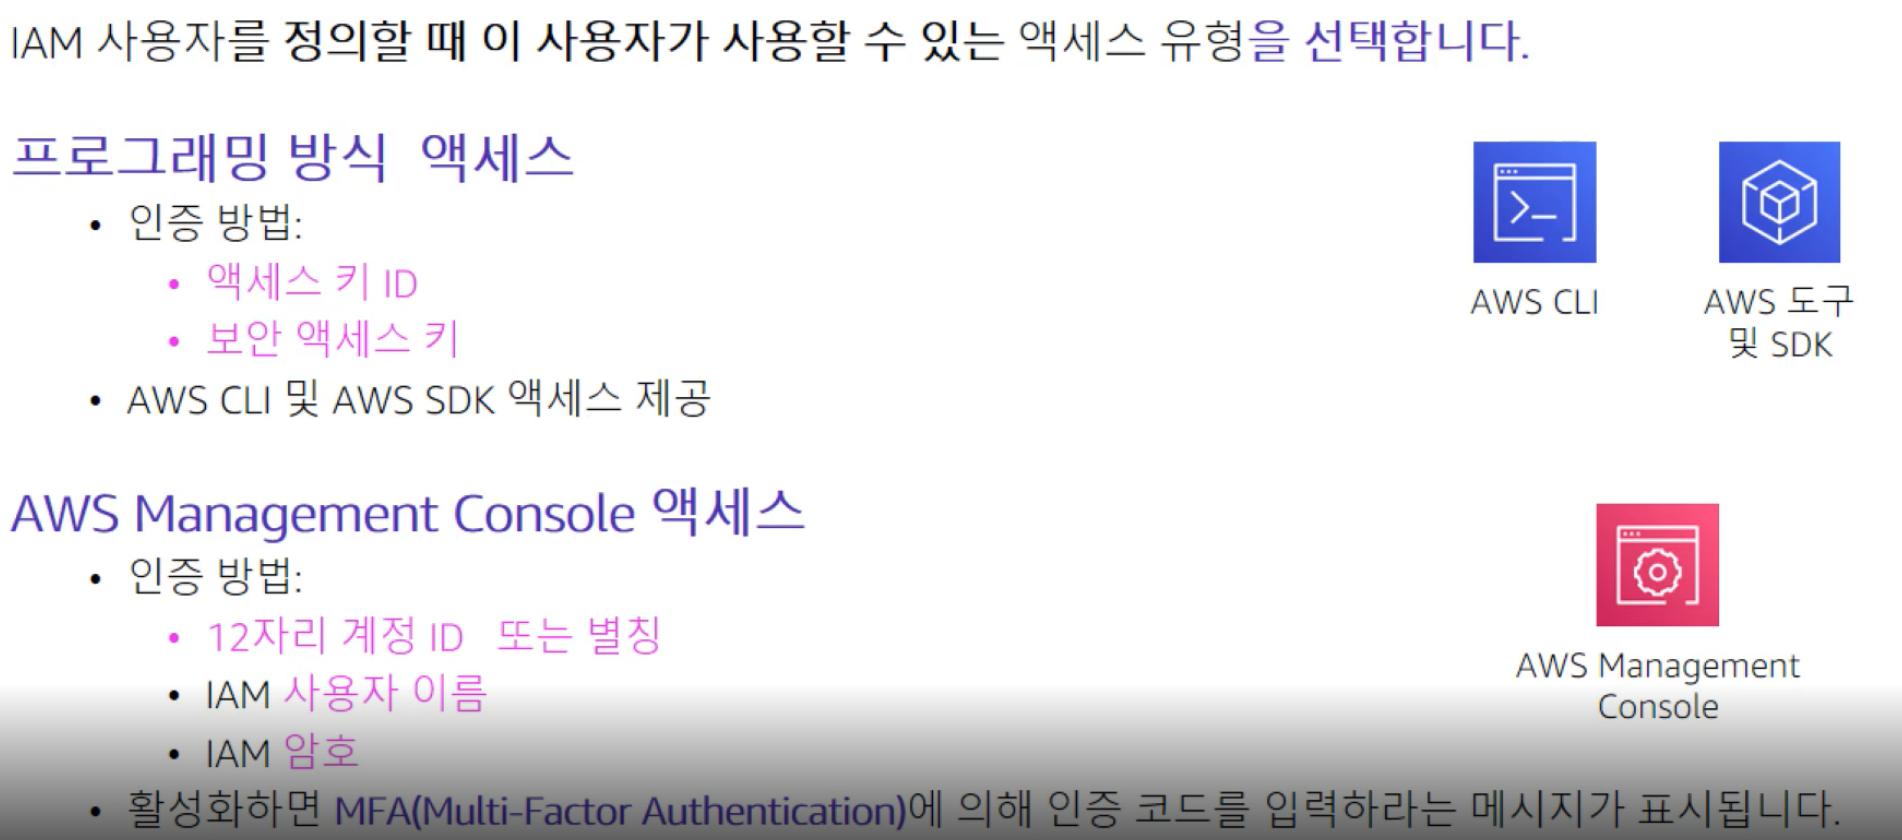 IAM 사용자를 정의할 때 이 사용자가 사용할 수 있는 액세스 유형을 선택합니다.
프로그래밍 방식 액세스
• 인증 방법:
• 액세스 키 ID
• 보안 액세스 키
• AWS CLI 및 AWS SDK 액세스 제공
AWS CLI
AWS 도구
및 SDK
AWS Management Console 액세스
• 인증 방법:
• 12자리 계정 ID 또는 별칭
• IAM 사용자 이름
• IAM 암호
• 활성화하면 MFA(Multi-Factor Authentication)에 의해 인증 코드를 입력하라는 메시지가 표시됩니다.
AWS Management
Console